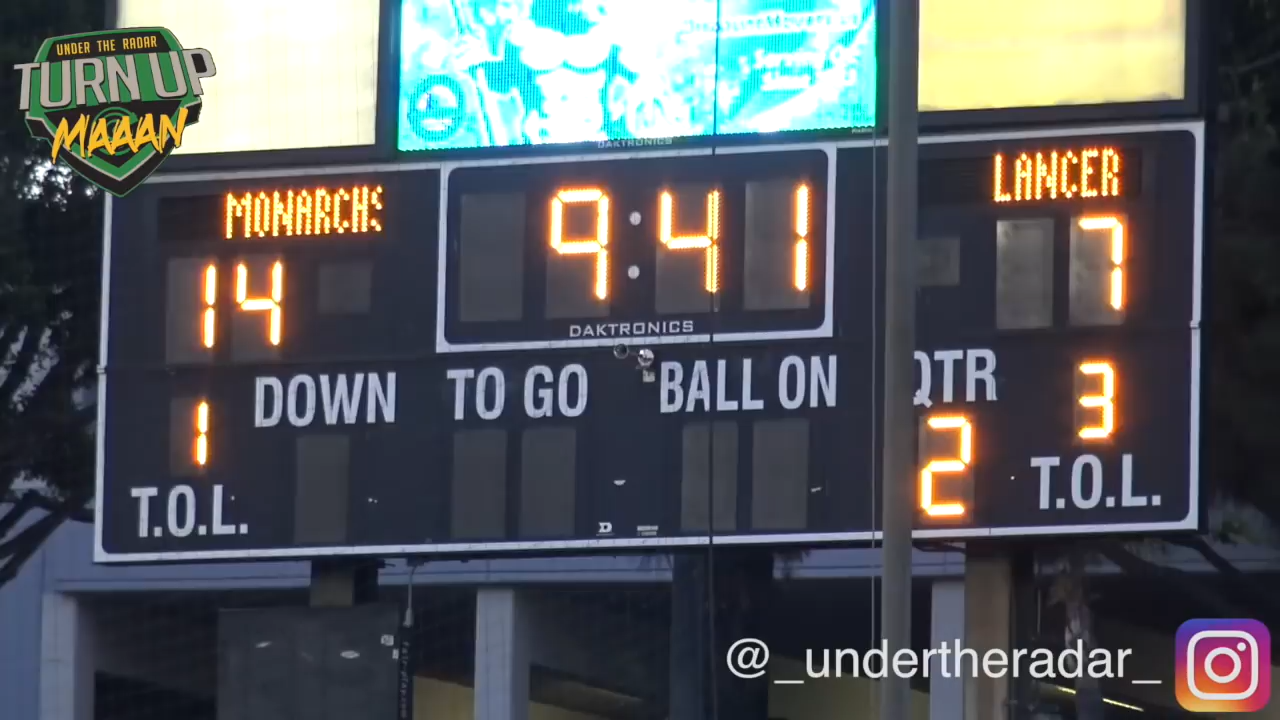 UNDER THE RADAR
TURN UP
MAAAN
DAKTRONICS
MONARCHS
9:41
LANCER
14
7
DAKTRONICS
DOWN TO GO BALL ON QTR
1
2
3
T.O.L.
T.O.L.
@_undertheradar_